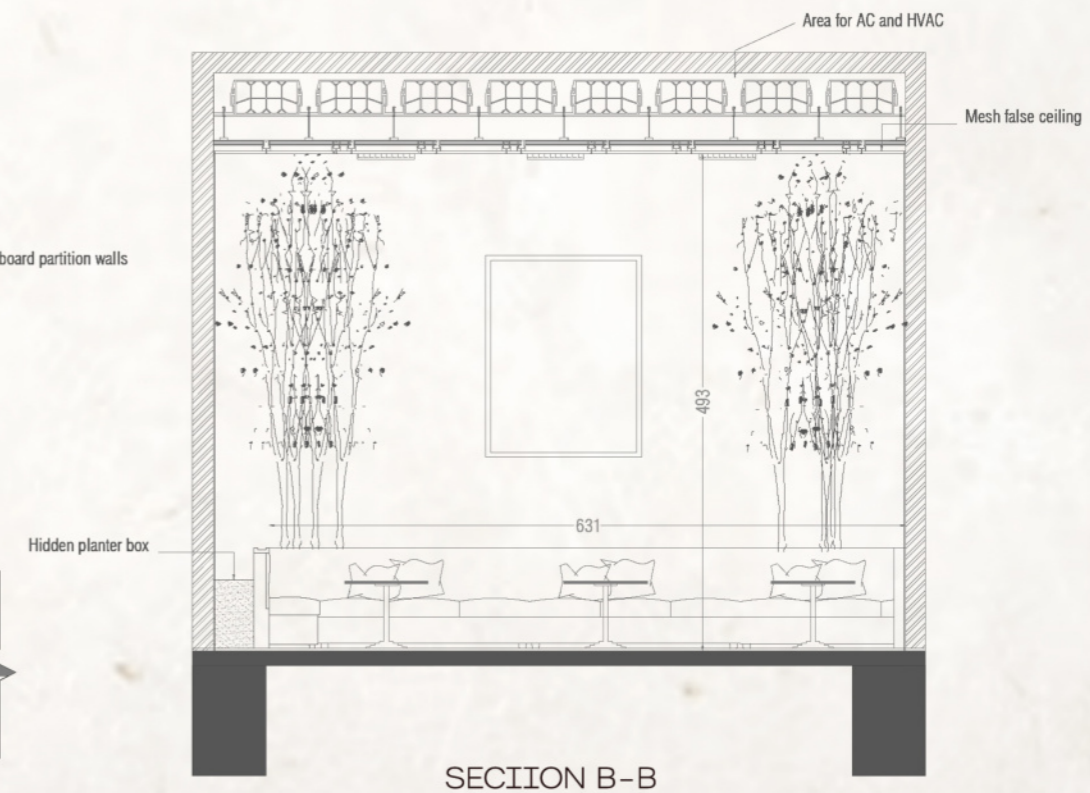 Area for AC and HVAC
Mesh false ceiling
board partition walls
493
631
Hidden planter box
SECIION B-B